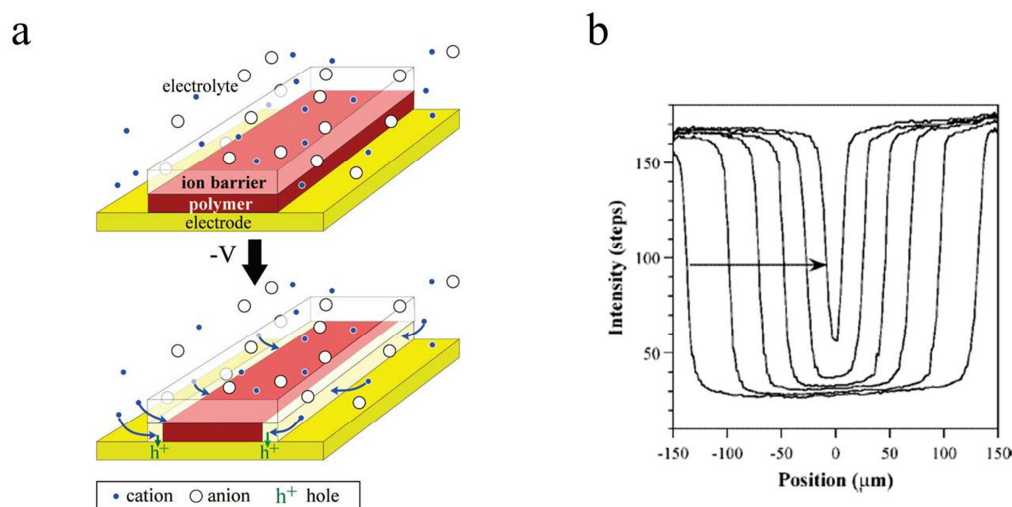 a
electrolyte
ion barrier
polymer
electrode
-V
h+ h+
cation anion h+ hole
b
150
100
50
Intensity (steps)
-150 -100 -50 0 50 100 150
Position (μm)